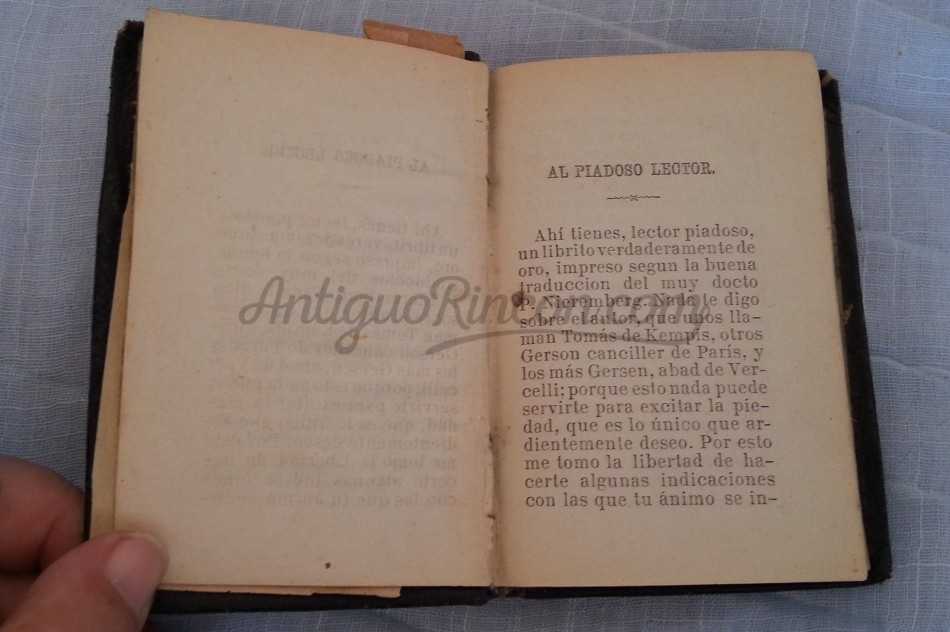 AL PIADOSO LECTOR.
Ahí tienes, lector piadoso,
un librito verdaderamente de
oro, impreso segun la buena
traduccion del muy docto
P. Nieremberg. Nada te digo
sobre el autor, que unos lla-
man Tomás de Kempis, otros
Gerson canciller de París, y
los más Gersen, abad de Ver-
celli; porque esto nada puede
servirte para excitar la pie-
dad, que es lo único que ar-
dientemente deseo. Por esto
me tomo la libertad de ha-
certe algunas indicaciones
con las que tu ánimo se in-
AntiguoRincon.com